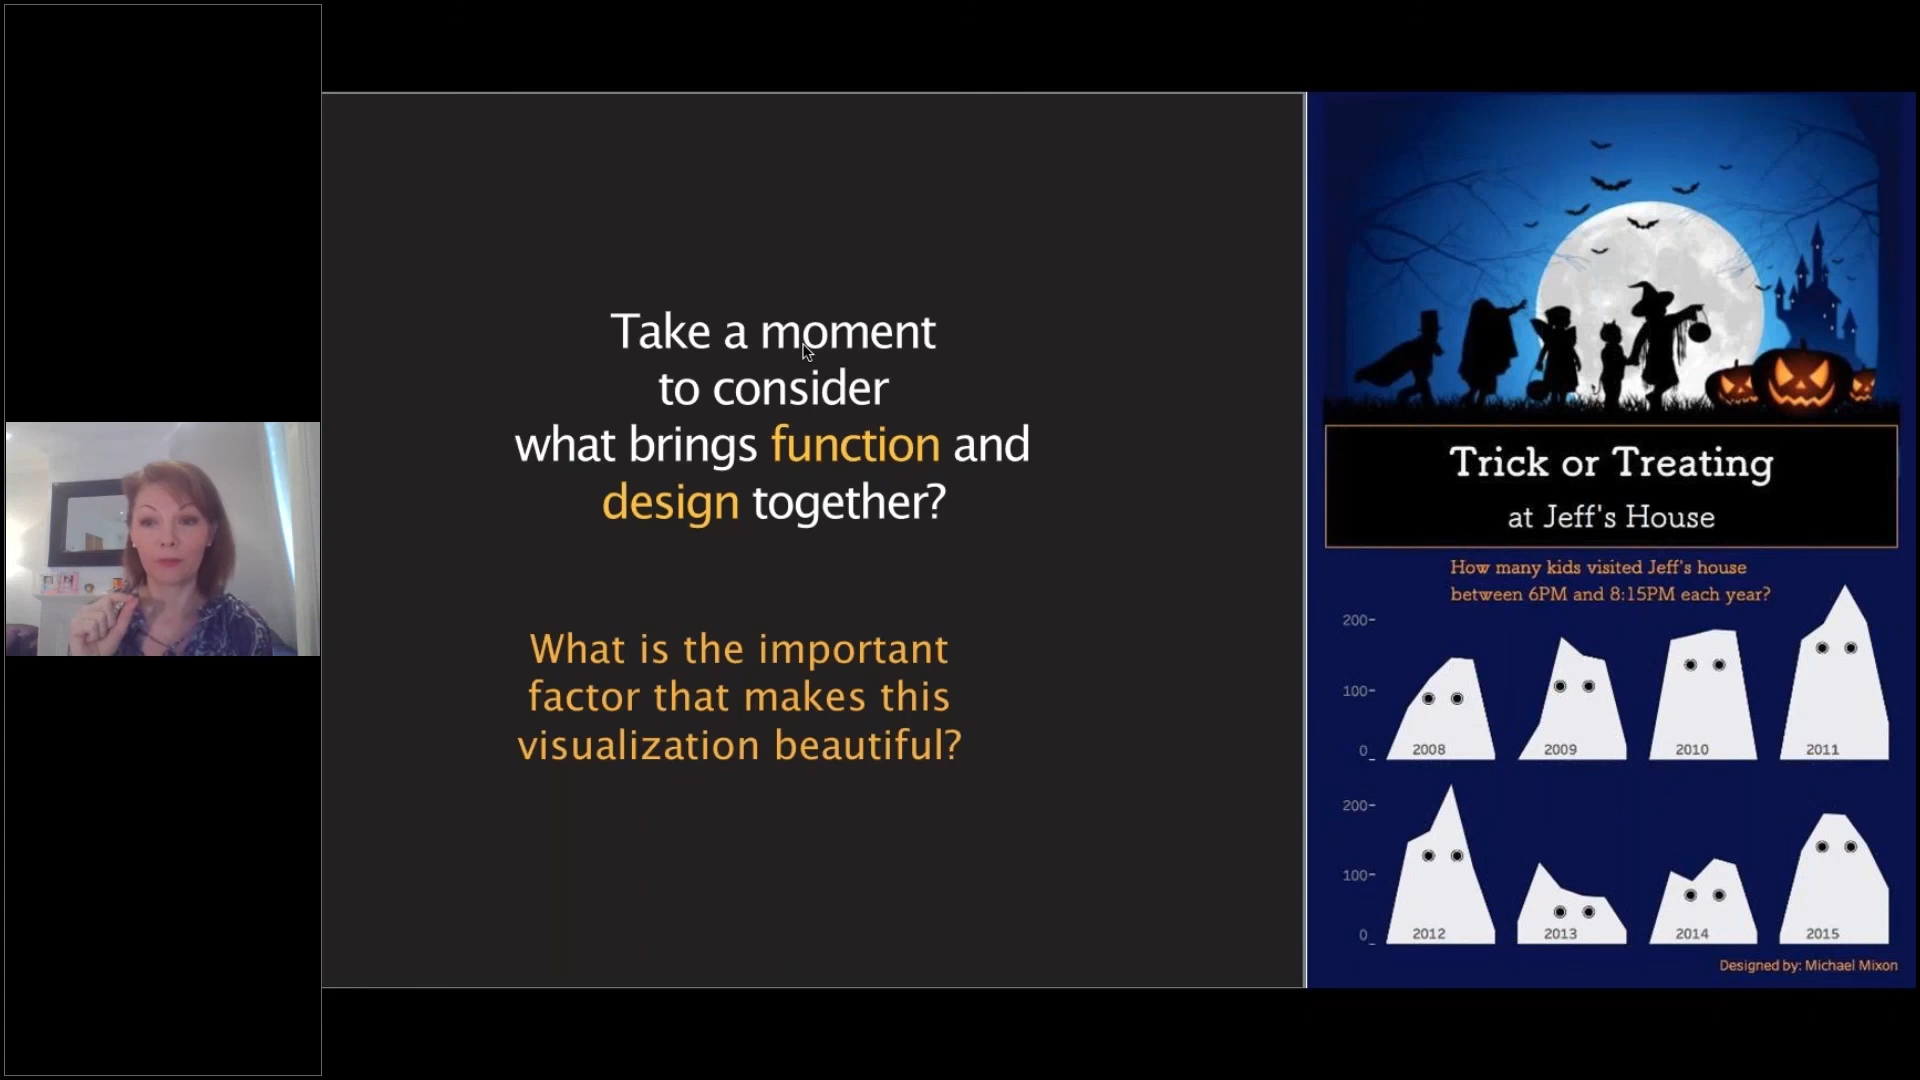 Take a moment
to consider
what brings function and
design together?
What is the important
factor that makes this
visualization beautiful?
Trick or Treating
at Jeff's House
How many kids visited Jeff's house
between 6PM and 8:15PM each year?
200-
100-
0_
2008 2009 2010 2011
200-
100-
0_
2012 2013 2014 2015
Designed by: Michael Mixon